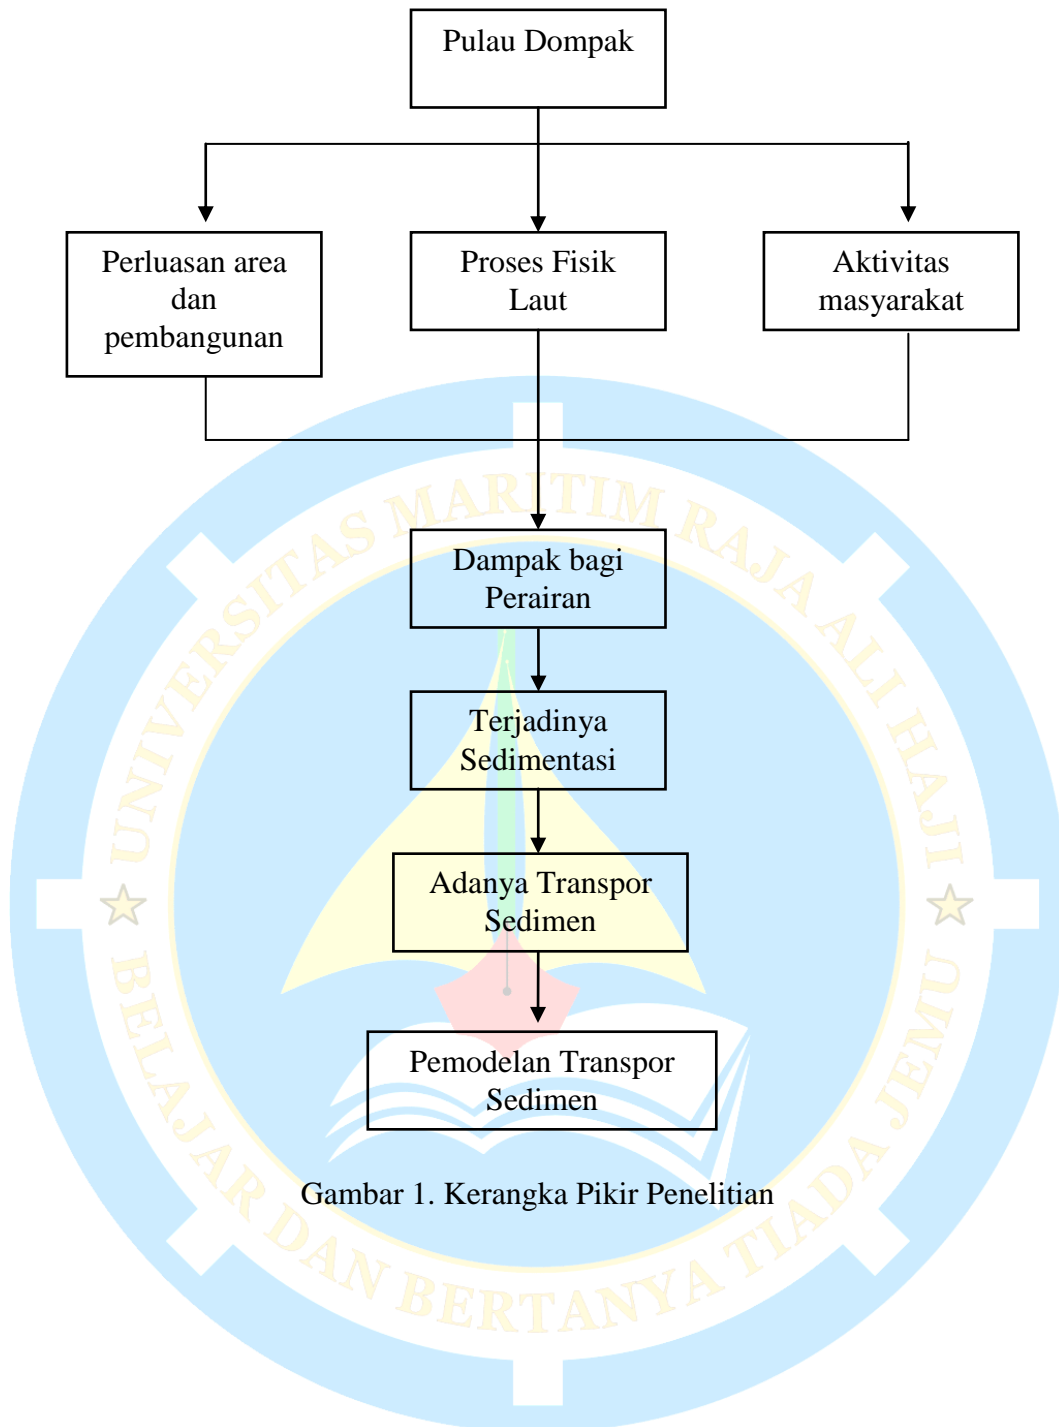 Pulau Dompak
Perluasan area
dan
pembangunan
Proses Fisik
Laut
Aktivitas
masyarakat
UNIVERSITAS MARITIM RAJA ALI HAJI
Dampak bagi
Perairan
Terjadinya
Sedimentasi
Adanya Transpor
Sedimen
Pemodelan Transpor
Sedimen
Gambar 1. Kerangka Pikir Penelitian
BELAJAR DAN BERTANYA TIADA JEMU